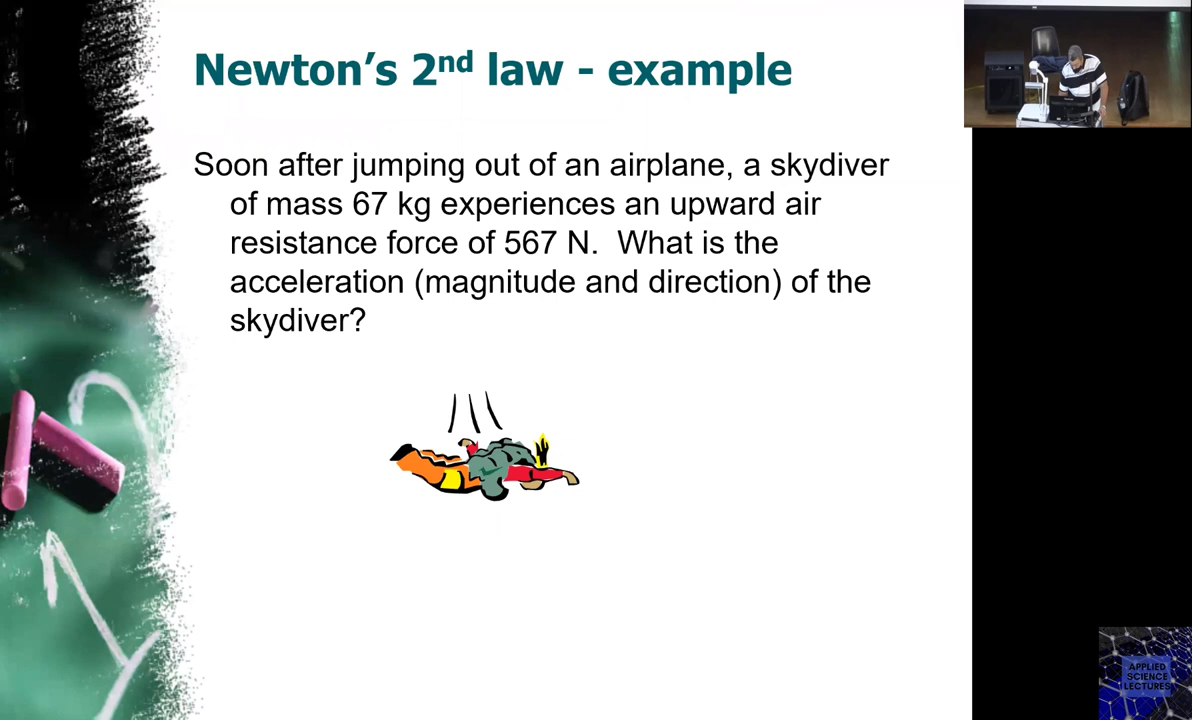 Newton's 2nd law - example
Soon after jumping out of an airplane, a skydiver
of mass 67 kg experiences an upward air
resistance force of 567 N.  What is the
acceleration (magnitude and direction) of the
skydiver?
APPLIED
SCIENCE
LECTURES